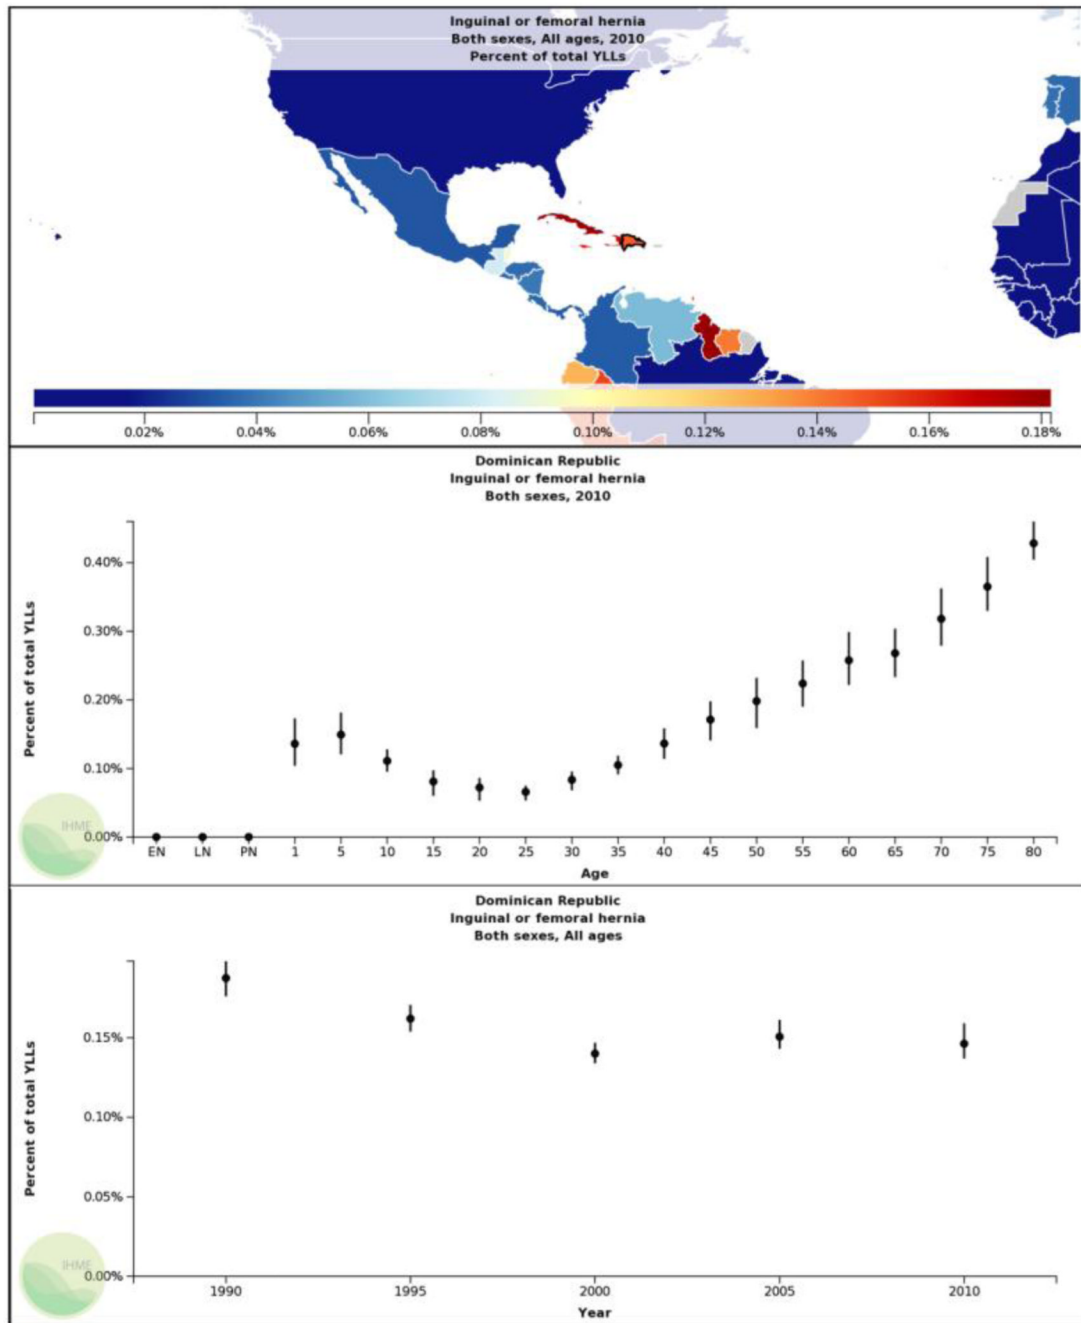 Inguinal or femoral hernia
Both sexes, All ages, 2010
Percent of total YLLs
0.02% 0.04% 0.06% 0.08% 0.10% 0.12% 0.14% 0.16% 0.18%
Dominican Republic
Inguinal or femoral hernia
Both sexes, 2010
Percent of total YLLs
0.40%
0.30%
0.20%
0.10%
0.00%
IHME
EN LN PN 1 5 10 15 20 25 30 35 40 45 50 55 60 65 70 75 80
Age
Dominican Republic
Inguinal or femoral hernia
Both sexes, All ages
Percent of total YLLs
0.15%
0.10%
0.05%
0.00%
IHME
1990 1995 2000 2005 2010
Year